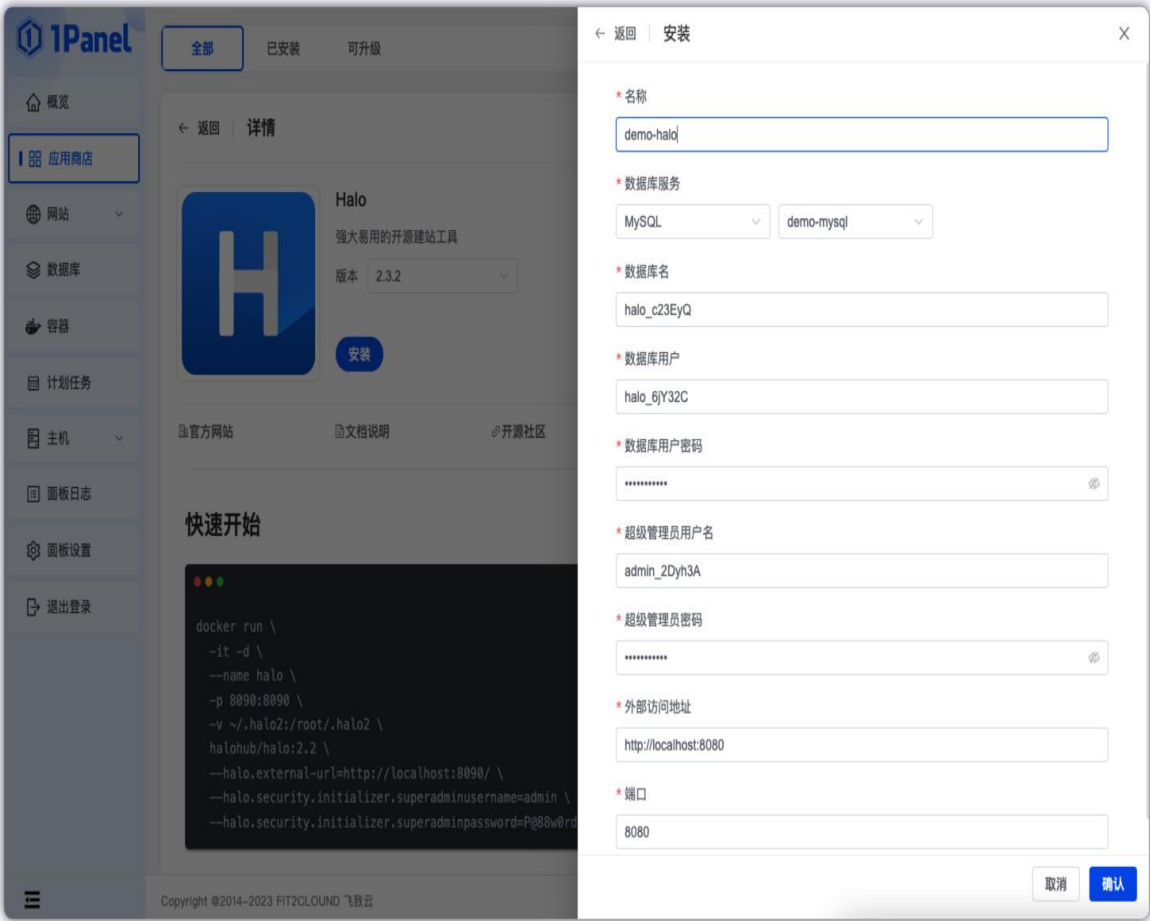 1Panel
概览
应用商店
网站
数据库
容器
计划任务
主机
面板日志
面板设置
退出登录
全部 已安装 可升级
← 返回 详情
Halo
强大易用的开源建站工具
版本 2.3.2
安装
官方网站 文档说明 开源社区
快速开始
docker run \
-it -d \
--name halo \
-p 8090:8090 \
-v ~/.halo2:/root/.halo2 \
halohub/halo:2.2 \
--halo.external-url=http://localhost:8090/ \
--halo.security.initializer.superadminusername=admin \
--halo.security.initializer.superadminpassword=P@88w0rd
Copyright @2014-2023 FIT2CLOUND 飞致云
← 返回 安装 X
* 名称
demo-halo
* 数据库服务
MySQL demo-mysql
* 数据库名
halo_c23EyQ
* 数据库用户
halo_6jY32C
* 数据库用户密码
•••••••••••
* 超级管理员用户名
admin_2Dyh3A
* 超级管理员密码
•••••••••••
* 外部访问地址
http://localhost:8080
* 端口
8080
取消 确认